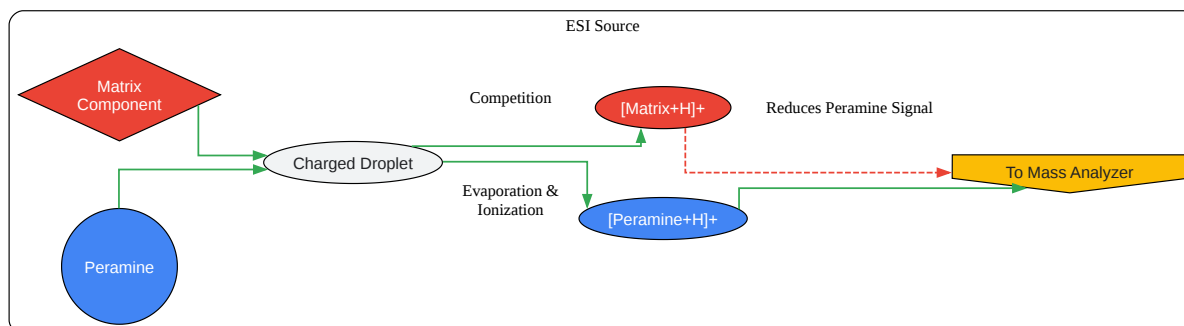 ESI Source
Matrix
Component
Competition
[Matrix+H]+
Reduces Peramine Signal
Charged Droplet
To Mass Analyzer
Evaporation &
Ionization
[Peramine+H]+
Peramine